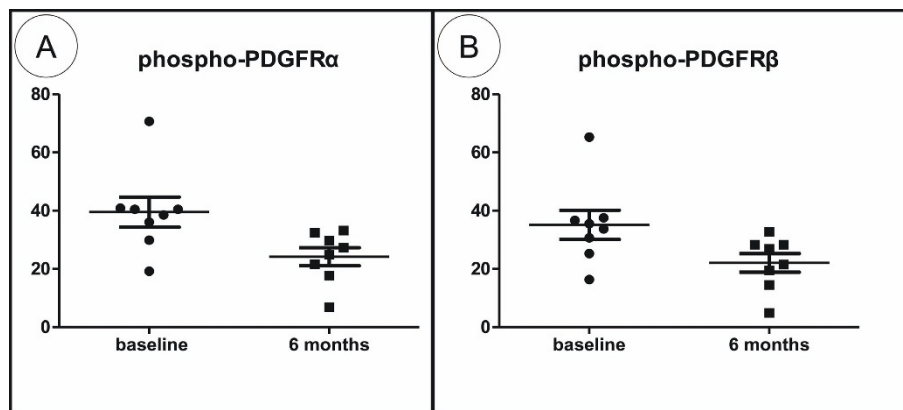 A
phospho-PDGFRα
80
60
40
20
0
baseline 6 months
B
phospho-PDGFRβ
80
60
40
20
0
baseline 6 months